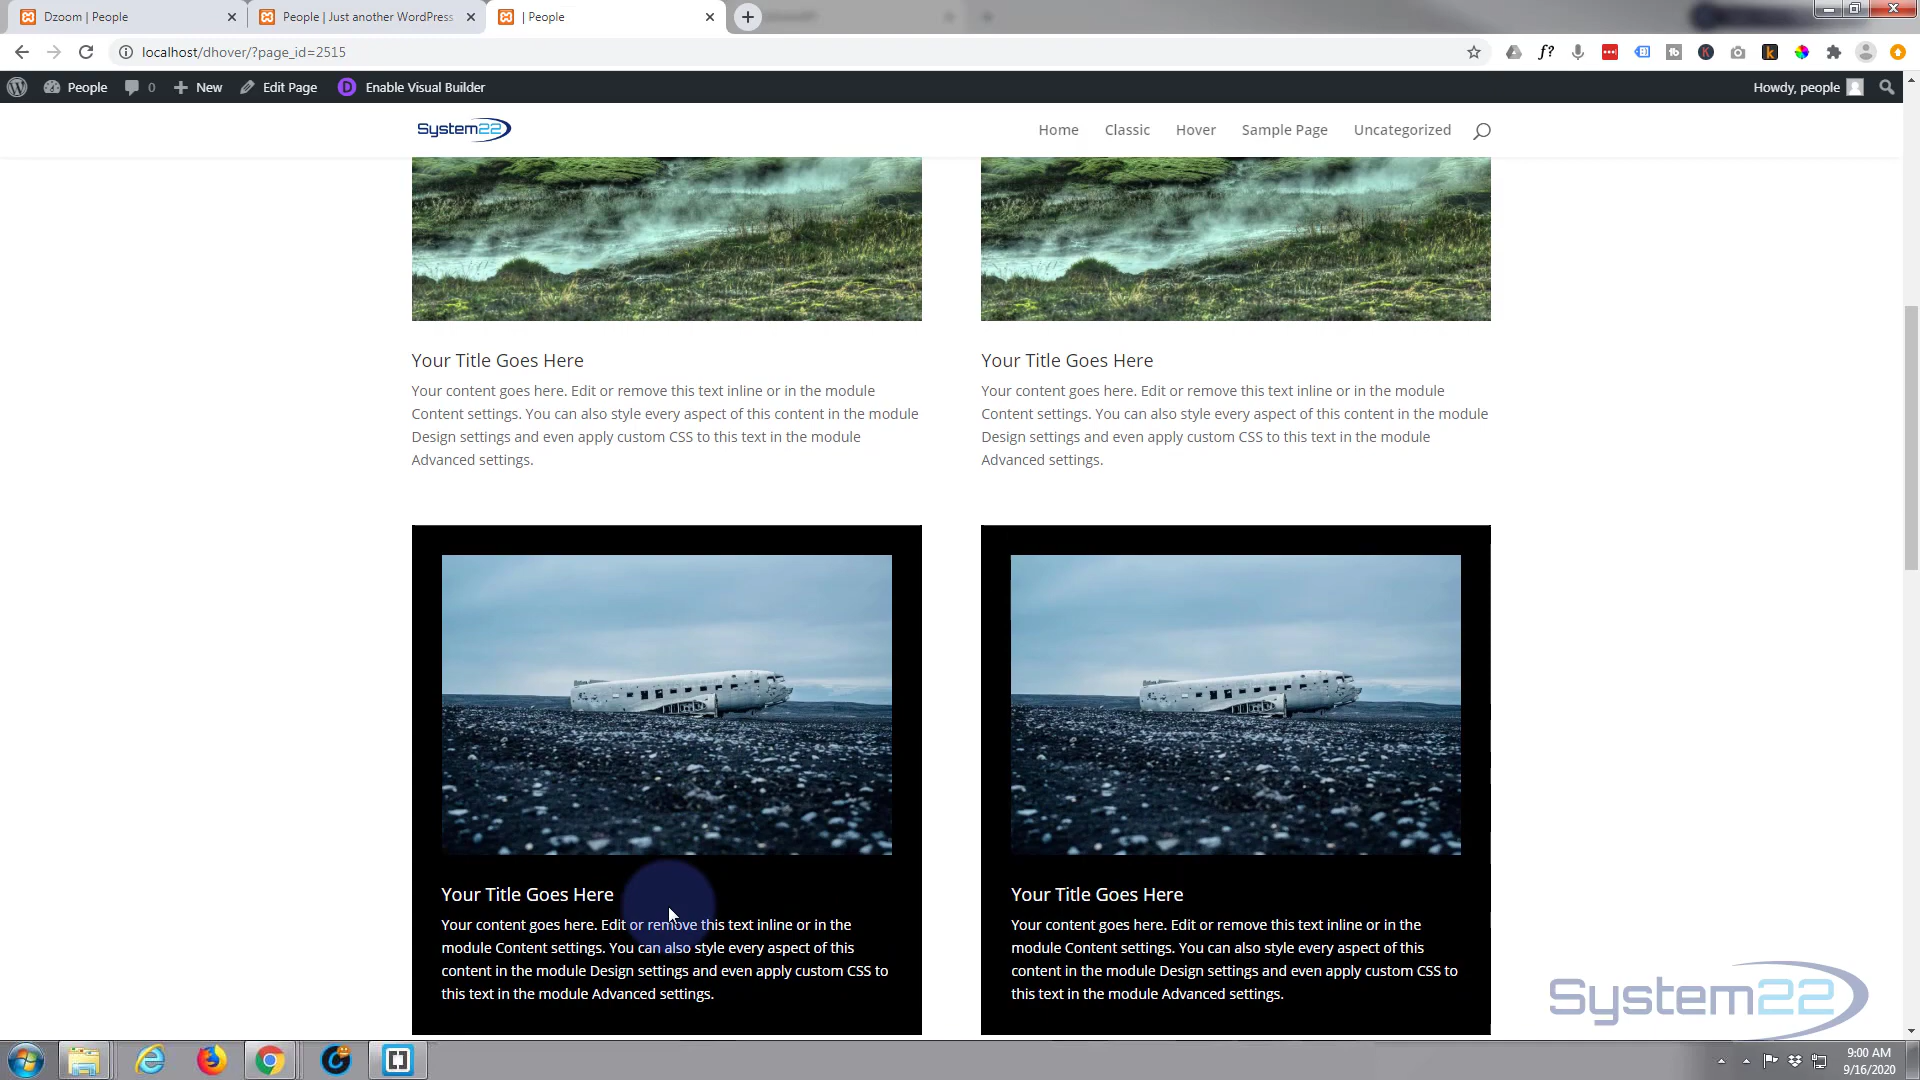 Dzoom | People
People | Just another WordPress
| People
localhost/dhover/?page_id=2515
People
0
New
Edit Page
Enable Visual Builder
Howdy, people
System22
Home
Classic
Hover
Sample Page
Uncategorized
Your Title Goes Here
Your content goes here. Edit or remove this text inline or in the module
Content settings. You can also style every aspect of this content in the module
Design settings and even apply custom CSS to this text in the module
Advanced settings.
Your Title Goes Here
Your content goes here. Edit or remove this text inline or in the module
Content settings. You can also style every aspect of this content in the module
Design settings and even apply custom CSS to this text in the module
Advanced settings.
Your Title Goes Here
Your content goes here. Edit or remove this text inline or in the
module Content settings. You can also style every aspect of this
content in the module Design settings and even apply custom CSS to
this text in the module Advanced settings.
Your Title Goes Here
Your content goes here. Edit or remove this text inline or in the
module Content settings. You can also style every aspect of this
content in the module Design settings and even apply custom CSS to
this text in the module Advanced settings.
System22
9:00 AM
9/16/2020